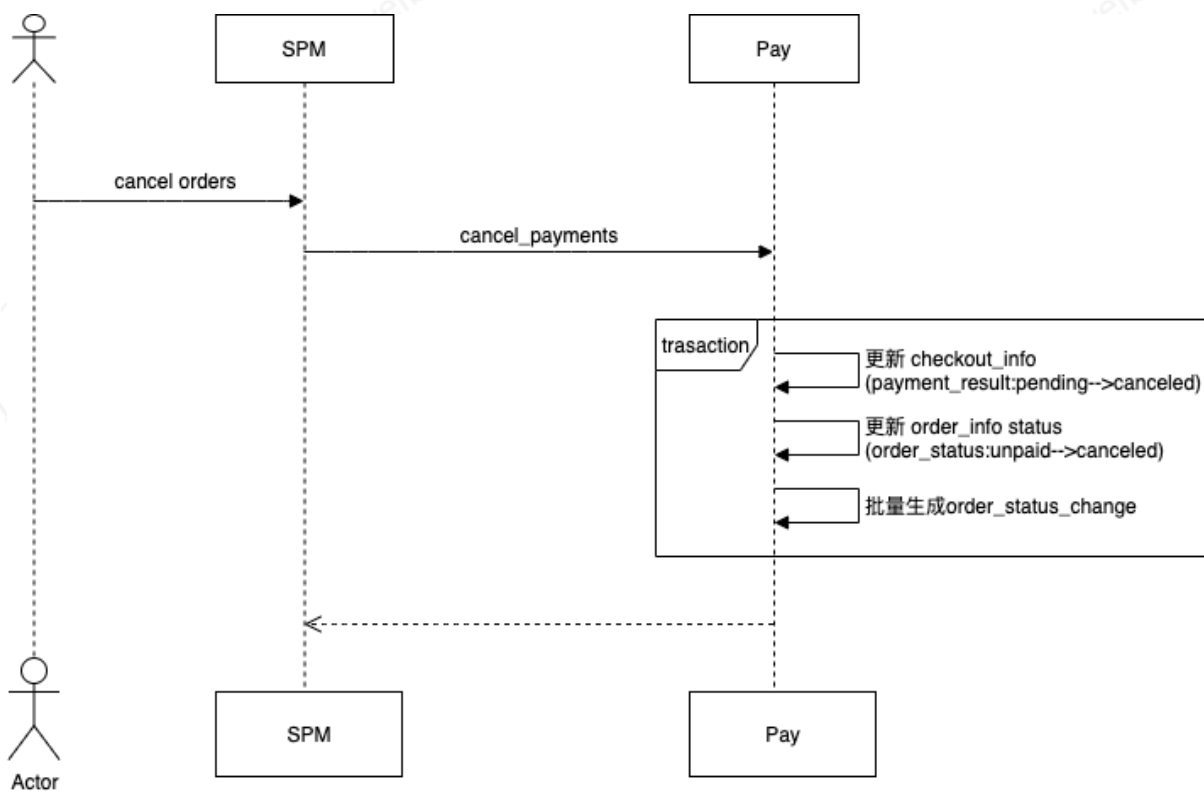 SPM
Pay
cancel orders
cancel_payments
trasaction
更新 checkout_info
(payment_result:pending-->canceled)
更新 order_info status
(order_status:unpaid-->canceled)
批量生成order_status_change
SPM
Pay
Actor